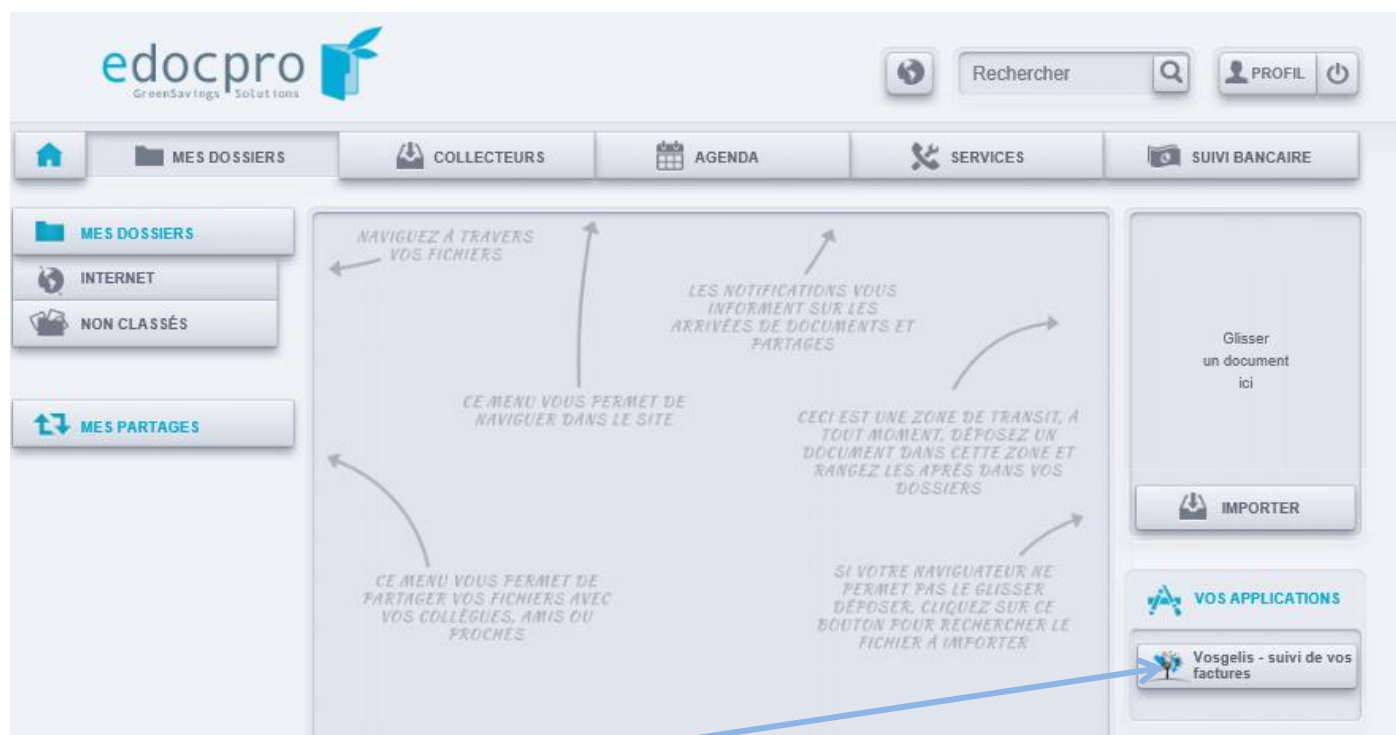 edocpro
GreenSavings Solutions
Rechercher
PROFIL
MES DOSSIERS
COLLECTEURS
AGENDA
SERVICES
SUIVI BANCAIRE
MES DOSSIERS
INTERNET
NON CLASSÉS
MES PARTAGES
NAVIGUEZ À TRAVERS
VOS FICHIERS
LES NOTIFICATIONS VOUS
INFORMENT SUR LES
ARRIVÉES DE DOCUMENTS ET
PARTAGES
CE MENU VOUS PERMET DE
NAVIGUER DANS LE SITE
CECI EST UNE ZONE DE TRANSIT, À
TOUT MOMENT, DÉPOSEZ UN
DOCUMENT DANS CETTE ZONE ET
RANGEZ LES APRÈS DANS VOS
DOSSIERS
CE MENU VOUS PERMET DE
PARTAGER VOS FICHIERS AVEC
VOS COLLÈGUES, AMIS OU
PROCHES
SI VOTRE NAVIGUATEUR NE
PERMET PAS LE GLISSER
DÉPOSER, CLIQUEZ SUR CE
BOUTON POUR RECHERCHER LE
FICHIER À IMPORTER
Glisser
un document
ici
IMPORTER
VOS APPLICATIONS
Vosgelis - suivi de vos
factures